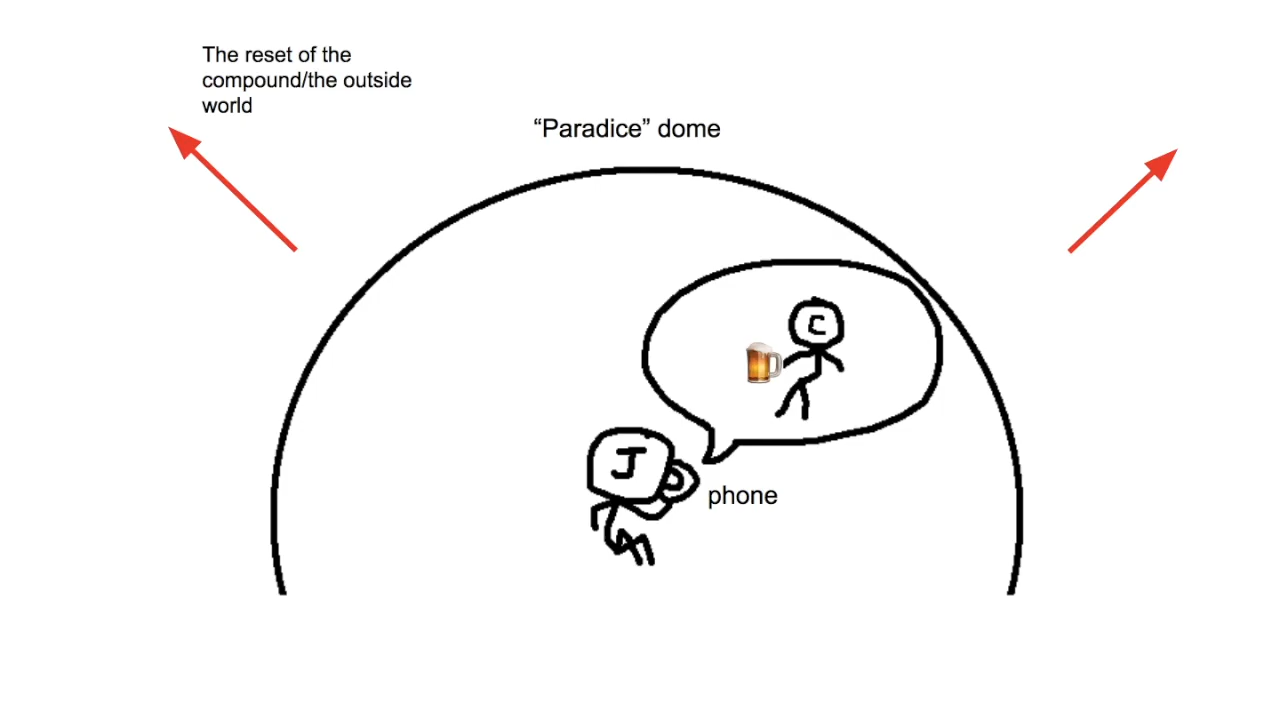 The reset of the
compound/the outside
world
“Paradice” dome
C
J
phone